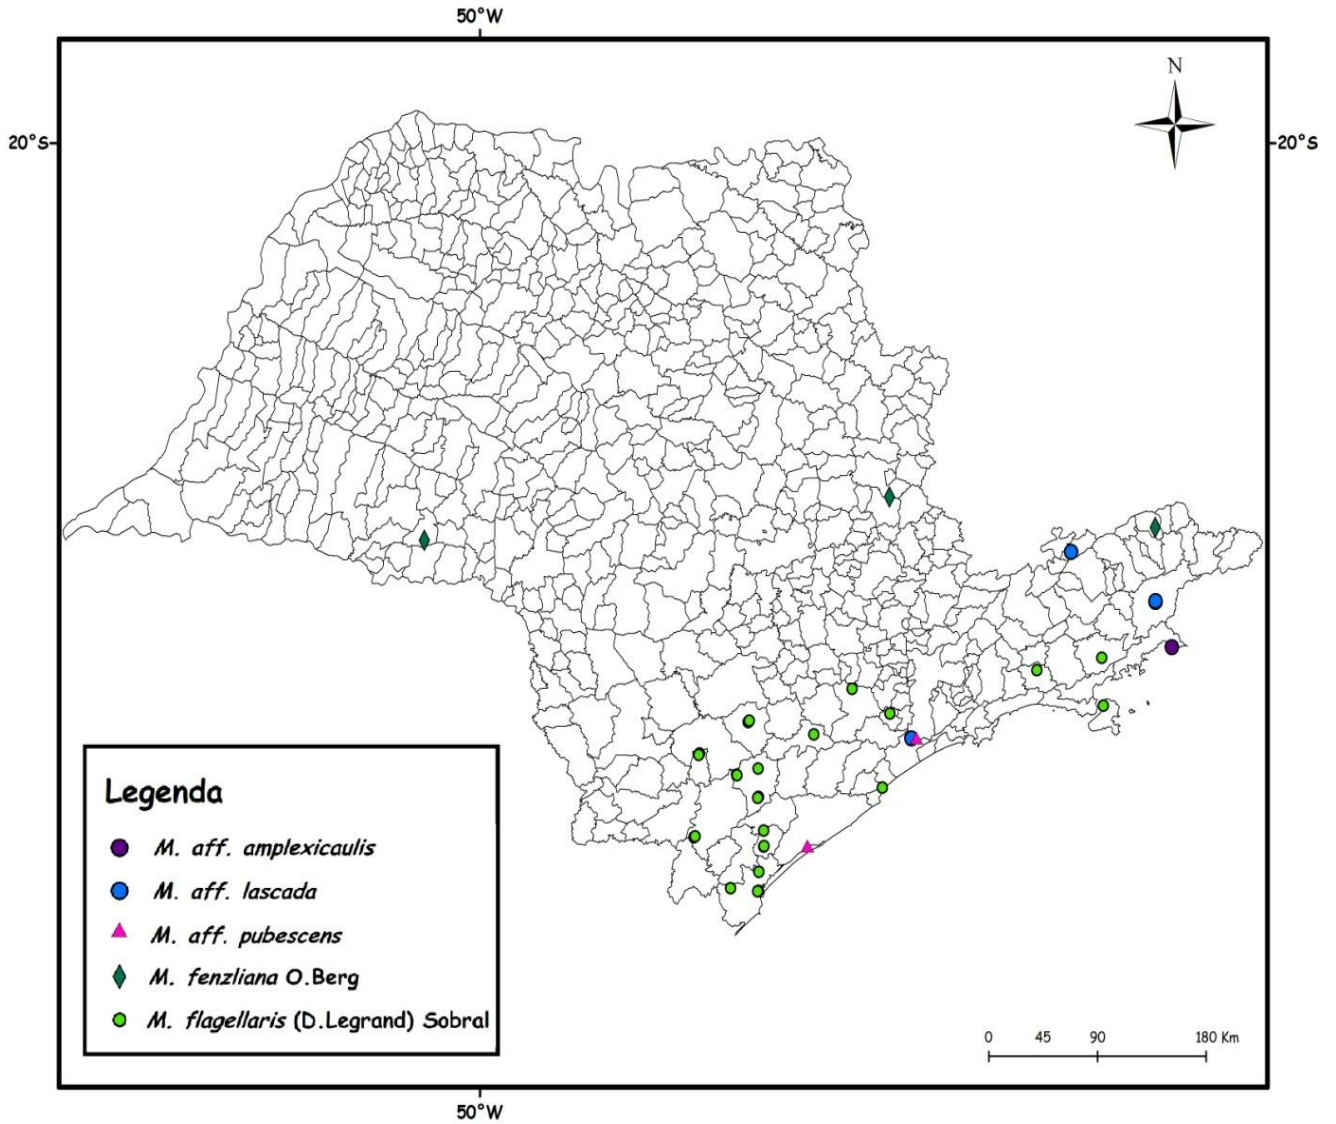 50°W
N
20°S
20°S
Legenda
M. aff. amplexicaulis
M. aff. lascada
M. aff. pubescens
M. fenzliana O.Berg
M. flagellaris (D.Legrand) Sobral
0 45 90 180 Km
50°W